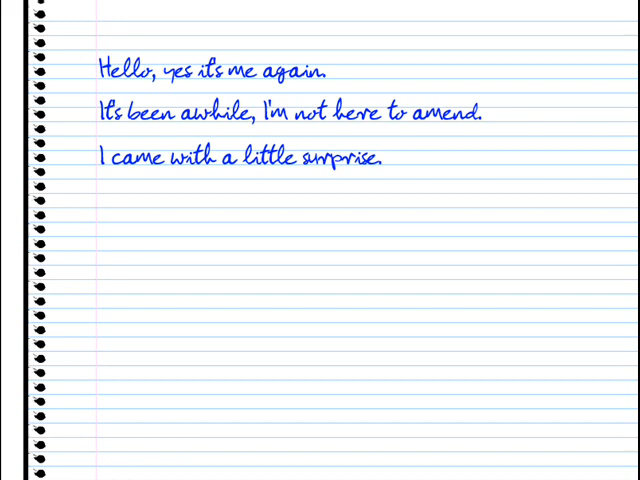 Hello, yes it's me again.
It's been awhile, I'm not here to amend.
I came with a little surprise.